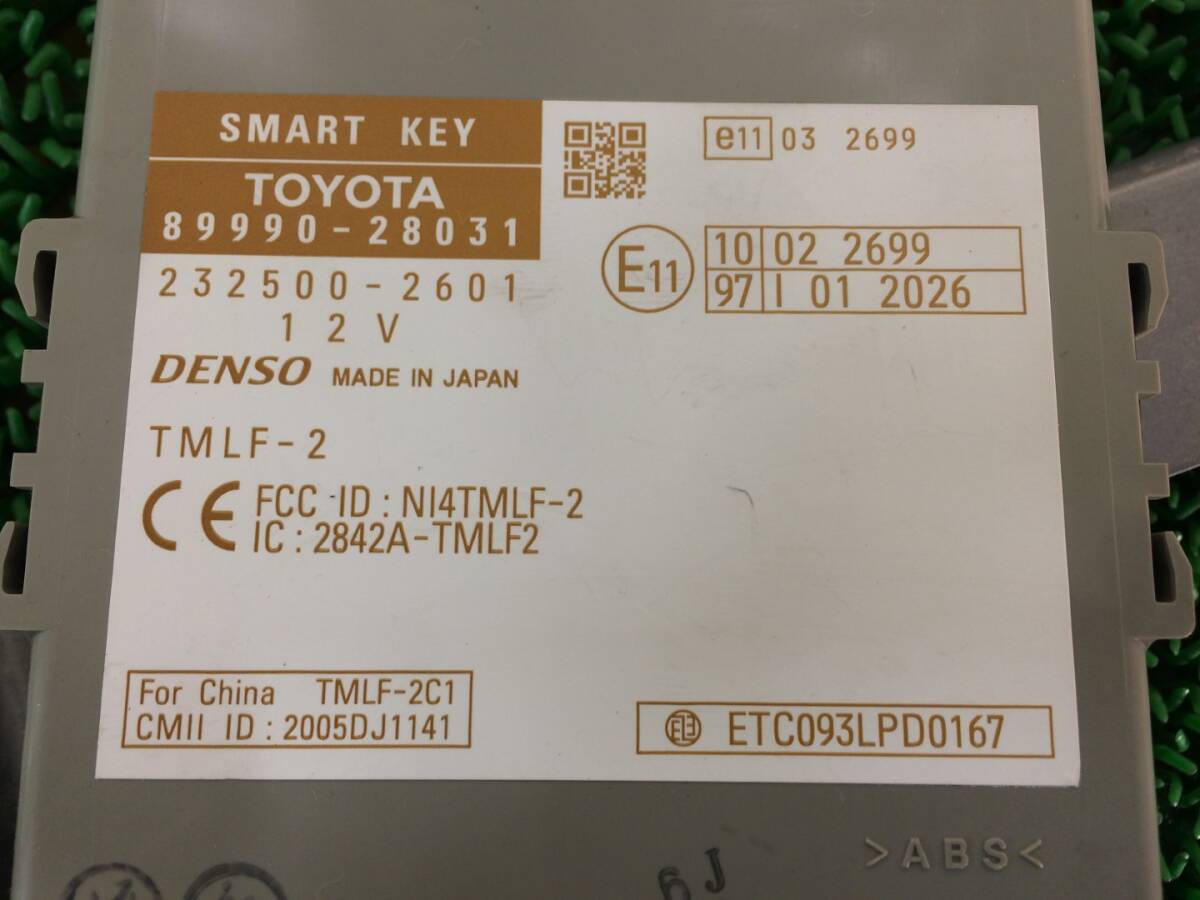 SMART KEY
TOYOTA
89990-28031
232500-2601
12V
DENSO MADE IN JAPAN
TMLF-2
CE FCC ID : NI4TMLF-2
IC : 2842A-TMLF2
e11 03 2699
E11
10 02 2699
97 I 01 2026
For China TMLF-2C1
CMII ID : 2005DJ1141
ETC093LPD0167
>ABS<
6J